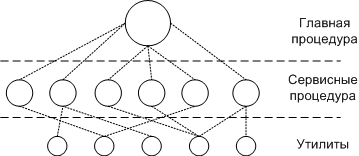 Главная
процедура
Сервисные
процедура
Утилиты